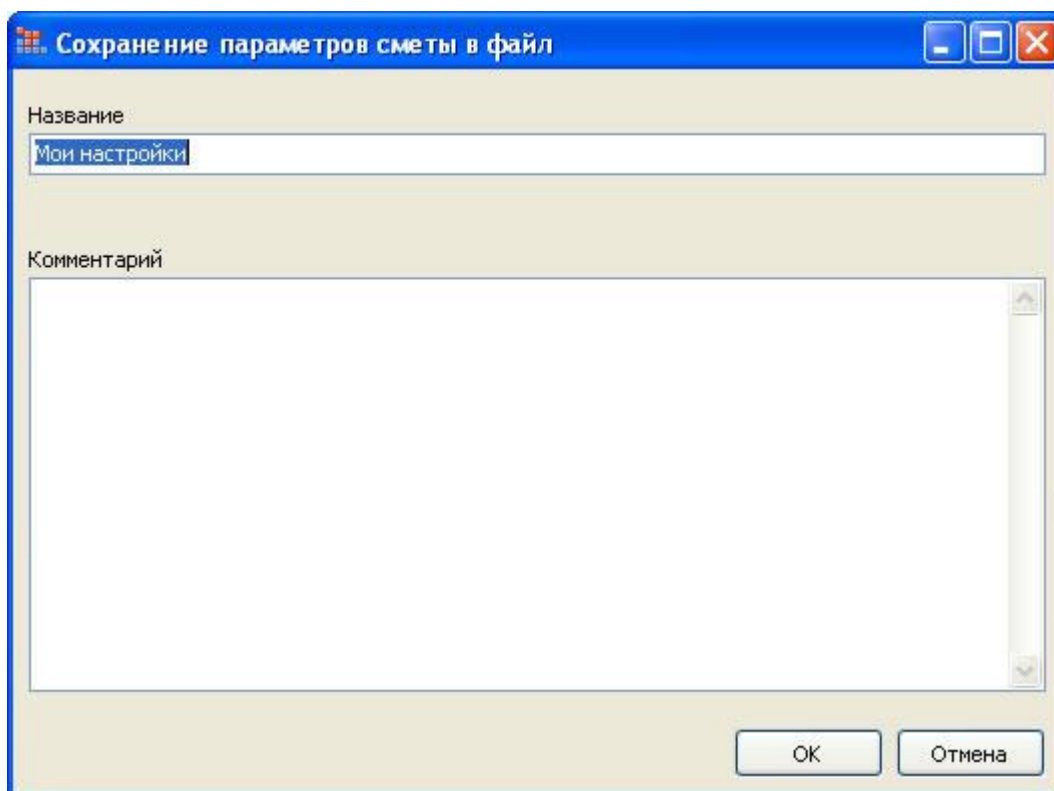 Сохранение параметров сметы в файл
Название
Мои настройки
Комментарий
OK
Отмена